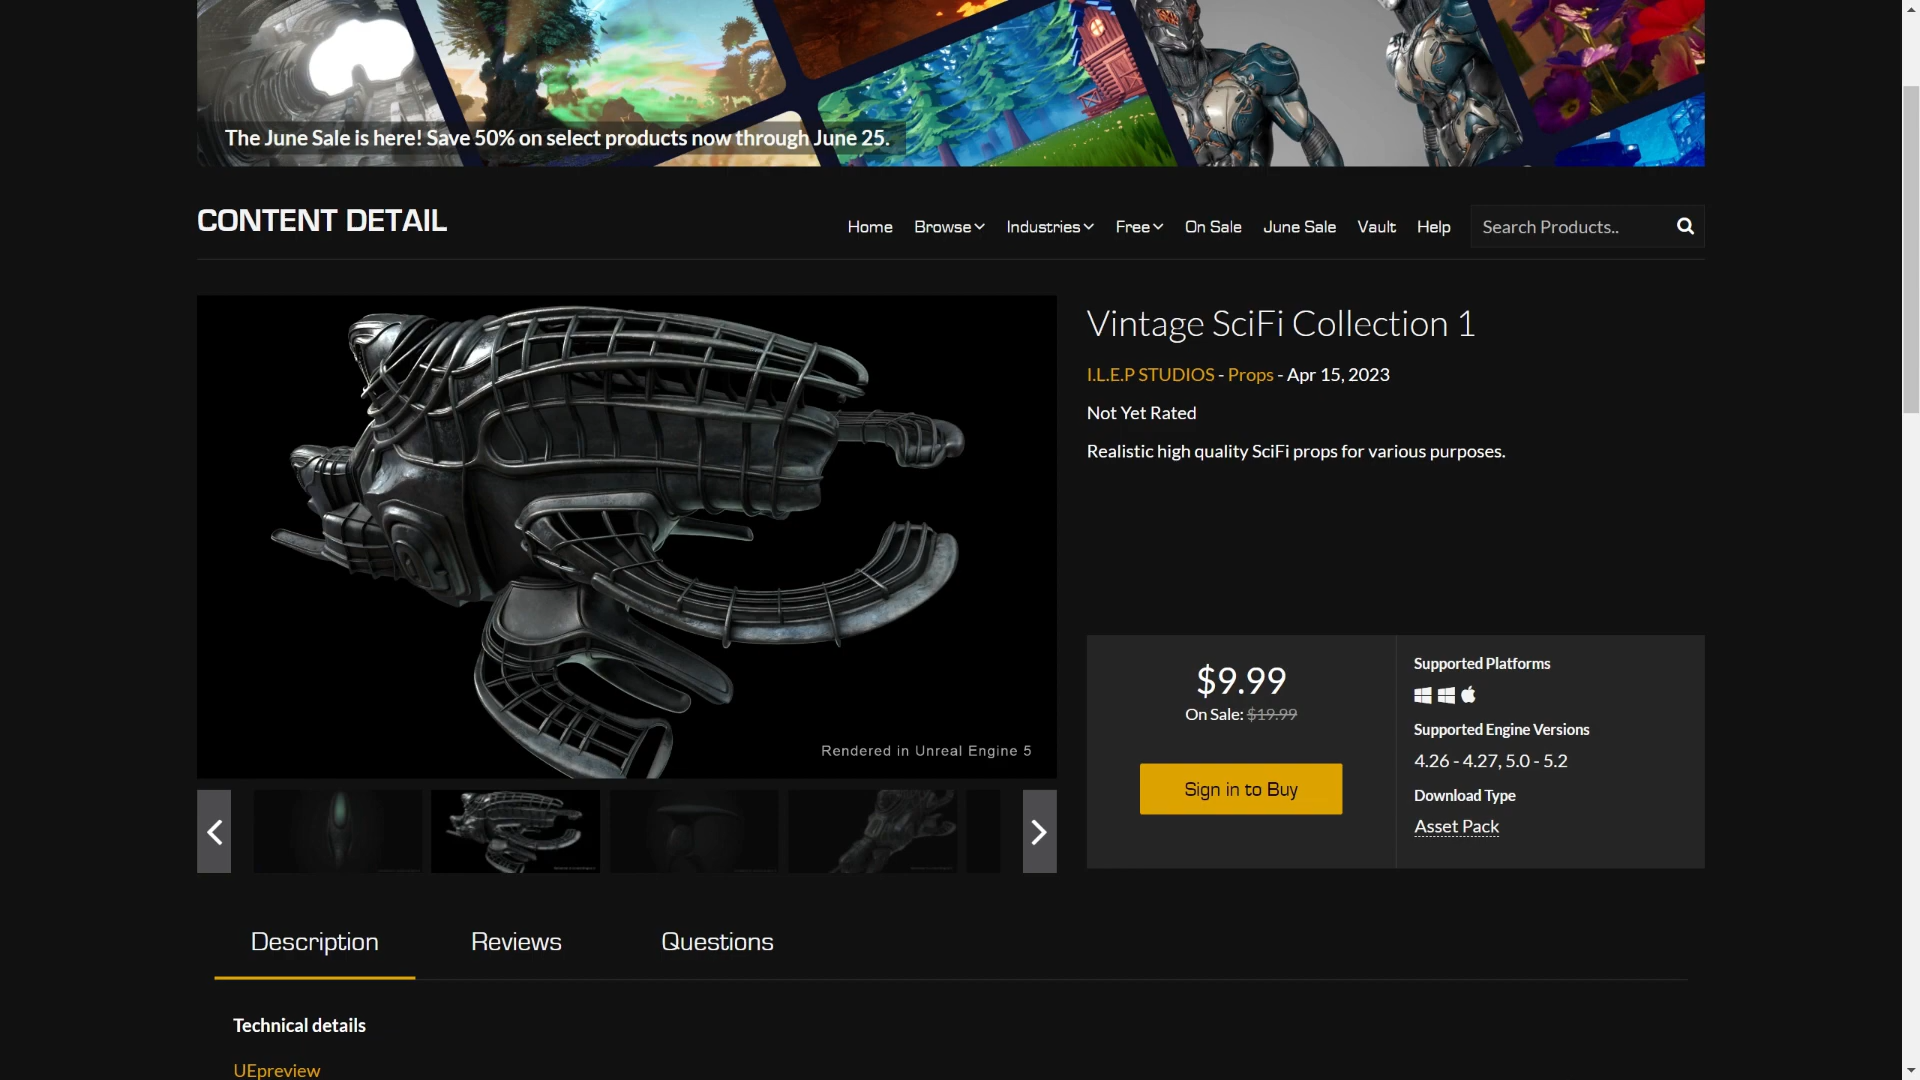 The June Sale is here! Save 50% on select products now through June 25.
CONTENT DETAIL
Home Browse Industries Free On Sale June Sale Vault Help Search Products..
Vintage SciFi Collection 1
I.L.E.P STUDIOS - Props - Apr 15, 2023
Not Yet Rated
Realistic high quality SciFi props for various purposes.
Rendered in Unreal Engine 5
$9.99
On Sale: $19.99
Sign in to Buy
Supported Platforms
Supported Engine Versions
4.26 - 4.27, 5.0 - 5.2
Download Type
Asset Pack
Description Reviews Questions
Technical details
UEpreview